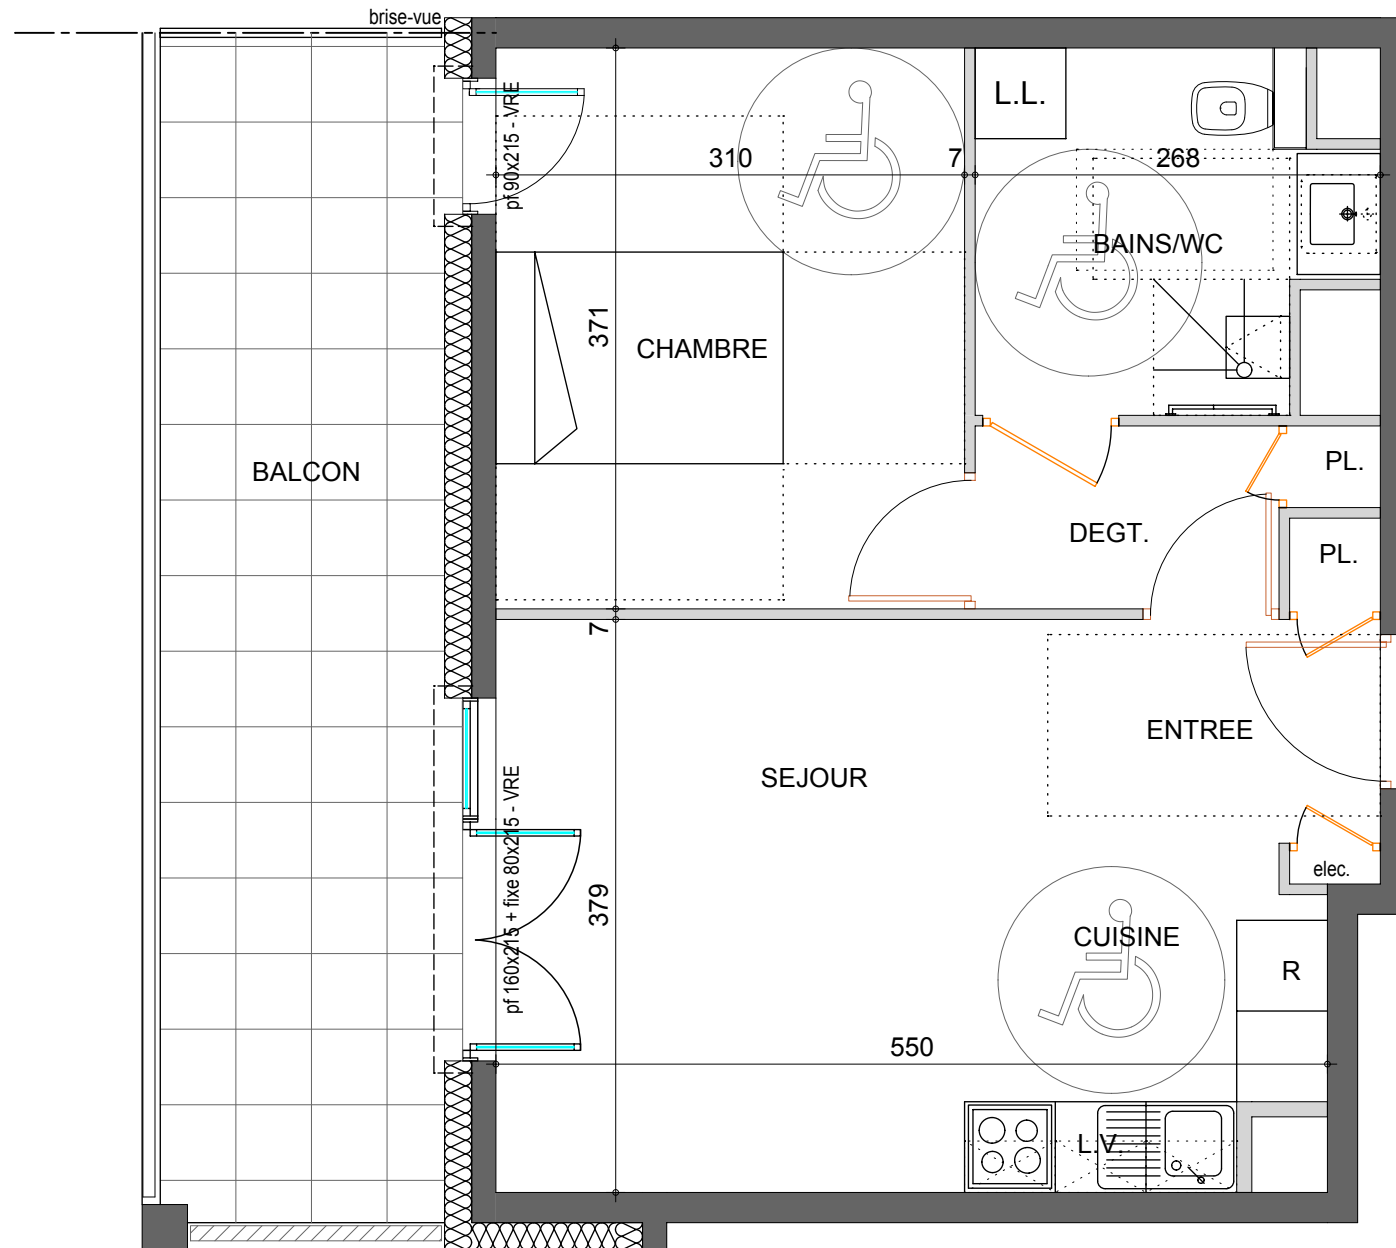 brise-vue
pf 90x215 - VRE
L.L.
310
7
268
BAINS/WC
371
CHAMBRE
BALCON
PL.
DEGT.
PL.
7
ENTREE
SEJOUR
pf 160x215 + fixe 80x215 - VRE
elec.
379
CUISINE
R
550
L.V.